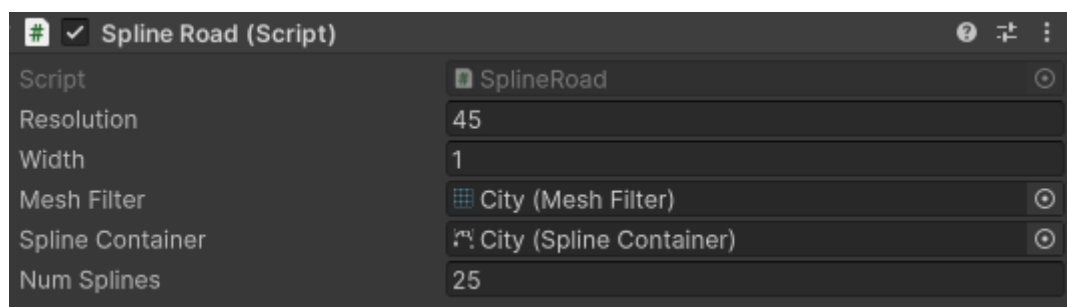 # Spline Road (Script)
Script # SplineRoad
Resolution 45
Width 1
Mesh Filter City (Mesh Filter)
Spline Container City (Spline Container)
Num Splines 25